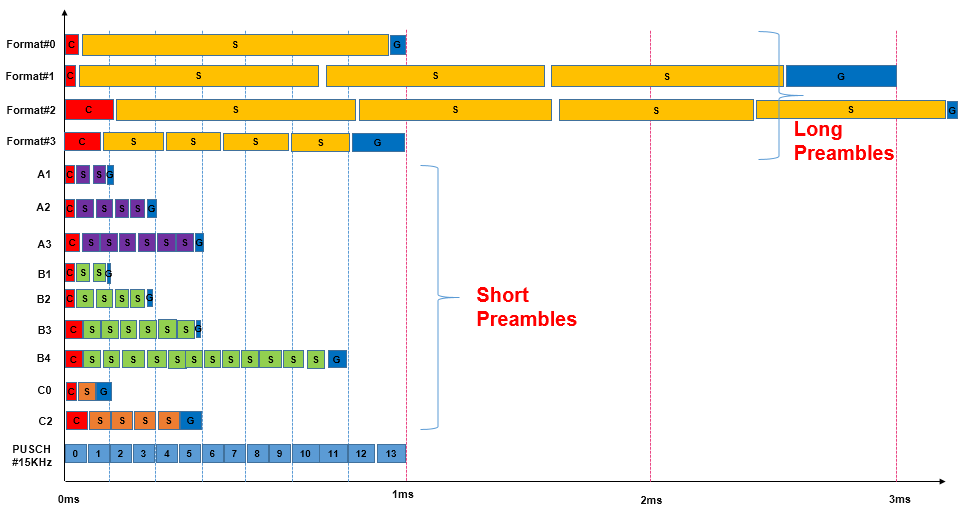 Format#0 C S G
Format#1 C S S S G
Format#2 C S S S S G
Format#3 C S S S S G
Long
Preambles
A1 C S S G
A2 C S S S S G
A3 C S S S S S S G
B1 C S S G
B2 C S S S S G
Short
Preambles
B3 C S S S S S S G
B4 C S S S S S S S S S S S S G
C0 C S G
C2 C S S S S G
PUSCH
#15KHz
0 1 2 3 4 5 6 7 8 9 10 11 12 13
0ms 1ms 2ms 3ms